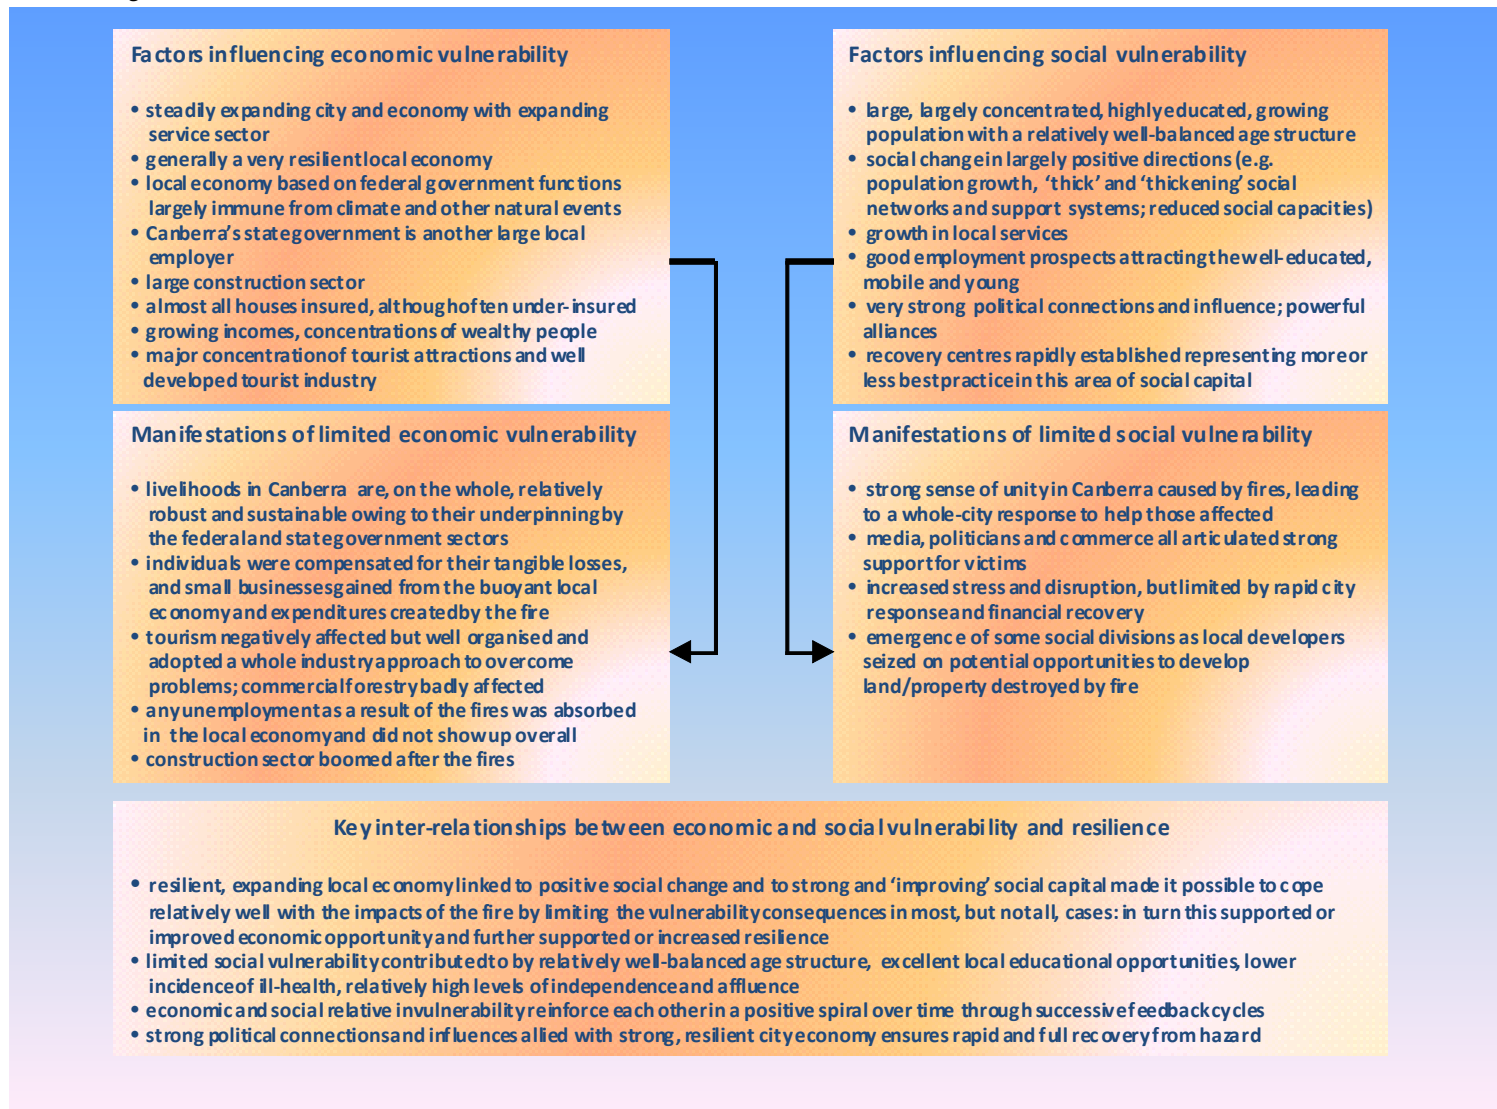 Factors influencing economic vulnerability
• steadily expanding city and economy with expanding
service sector
• generally a very resilient local economy
• local economy based on federal government functions
largely immune from climate and other natural events
• Canberra's state government is another large local
employer
• large construction sector
• almost all houses insured, although often under-insured
• growing incomes, concentrations of wealthy people
• major concentration of tourist attractions and well
developed tourist industry
Factors influencing social vulnerability
• large, largely concentrated, highly educated, growing
population with a relatively well-balanced age structure
• social change in largely positive directions (e.g.
population growth, 'thick' and 'thickening' social
networks and support systems; reduced social capacities)
• growth in local services
• good employment prospects attracting the well-educated,
mobile and young
• very strong political connections and influence; powerful
alliances
• recovery centres rapidly established representing more or
less best practice in this area of social capital
Manifestations of limited economic vulnerability
• livelihoods in Canberra are, on the whole, relatively
robust and sustainable owing to their underpinning by
the federal and state government sectors
• individuals were compensated for their tangible losses,
and small businesses gained from the buoyant local
economy and expenditures created by the fire
• tourism negatively affected but well organised and
adopted a whole industry approach to overcome
problems; commercial forestry badly affected
• any unemployment as a result of the fires was absorbed
in the local economy and did not show up overall
• construction sector boomed after the fires
Manifestations of limited social vulnerability
• strong sense of unity in Canberra caused by fires, leading
to a whole-city response to help those affected
• media, politicians and commerce all articulated strong
support for victims
• increased stress and disruption, but limited by rapid city
response and financial recovery
• emergence of some social divisions as local developers
seized on potential opportunities to develop
land/property destroyed by fire
Key inter-relationships between economic and social vulnerability and resilience
• resilient, expanding local economy linked to positive social change and to strong and 'improving' social capital made it possible to cope
relatively well with the impacts of the fire by limiting the vulnerability consequences in most, but not all, cases: in turn this supported or
improved economic opportunity and further supported or increased resilience
• limited social vulnerability contributed to by relatively well-balanced age structure, excellent local educational opportunities, lower
incidence of ill-health, relatively high levels of independence and affluence
• economic and social relative invulnerability reinforce each other in a positive spiral over time through successive feedback cycles
• strong political connections and influences allied with strong, resilient city economy ensures rapid and full recovery from hazard